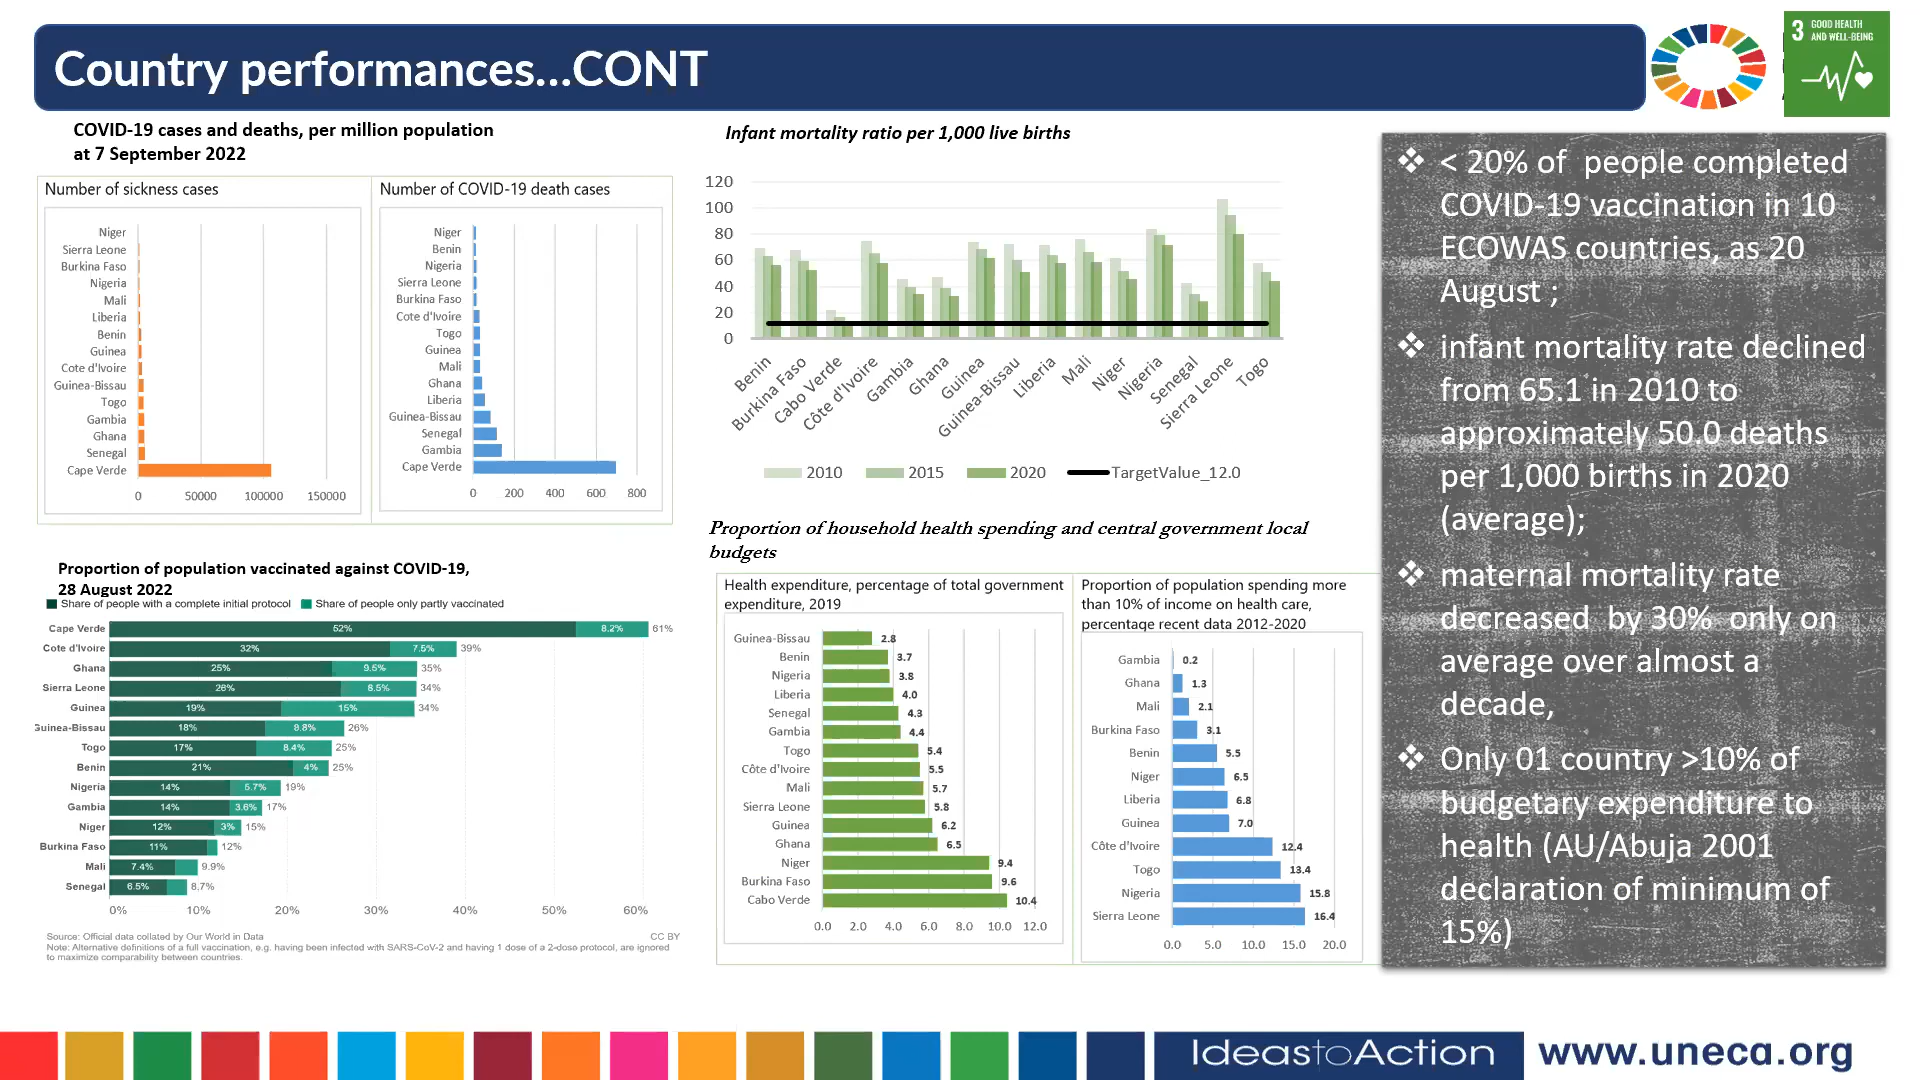 Country performances...CONT
3 GOOD HEALTH
AND WELL-BEING
COVID-19 cases and deaths, per million population
at 7 September 2022
Number of sickness cases
Niger
Sierra Leone
Burkina Faso
Nigeria
Mali
Liberia
Benin
Guinea
Cote d'Ivoire
Guinea-Bissau
Togo
Gambia
Ghana
Senegal
Cape Verde
0 50000 100000 150000
Number of COVID-19 death cases
Niger
Benin
Nigeria
Sierra Leone
Burkina Faso
Cote d'Ivoire
Togo
Guinea
Mali
Ghana
Liberia
Guinea-Bissau
Senegal
Gambia
Cape Verde
0 200 400 600 800
Proportion of population vaccinated against COVID-19,
28 August 2022
Share of people with a complete initial protocol Share of people only partly vaccinated
Cape Verde 52% 8.2% 61%
Cote d'Ivoire 32% 7.5% 39%
Ghana 25% 9.5% 35%
Sierra Leone 26% 8.5% 34%
Guinea 19% 15% 34%
Guinea-Bissau 18% 8.8% 26%
Togo 17% 8.4% 25%
Benin 21% 4% 25%
Nigeria 14% 5.7% 19%
Gambia 14% 3.6% 17%
Niger 12% 3% 15%
Burkina Faso 11% 12%
Mali 7.4% 9.9%
Senegal 6.5% 8.7%
0% 10% 20% 30% 40% 50% 60%
Source: Official data collated by Our World in Data CC BY
Note: Alternative definitions of a full vaccination, e.g. having been infected with SARS-CoV-2 and having 1 dose of a 2-dose protocol, are ignored
to maximize comparability between countries.
Infant mortality ratio per 1,000 live births
120
100
80
60
40
20
0
Benin
Burkina Faso
Cabo Verde
Côte d'Ivoire
Gambia
Ghana
Guinea
Guinea-Bissau
Liberia
Mali
Niger
Nigeria
Senegal
Sierra Leone
Togo
2010 2015 2020 TargetValue_12.0
Proportion of household health spending and central government local
budgets
Health expenditure, percentage of total government
expenditure, 2019
Guinea-Bissau 2.8
Benin 3.7
Nigeria 3.8
Liberia 4.0
Senegal 4.3
Gambia 4.4
Togo 5.4
Côte d'Ivoire 5.5
Mali 5.7
Sierra Leone 5.8
Guinea 6.2
Ghana 6.5
Niger 9.4
Burkina Faso 9.6
Cabo Verde 10.4
0.0 2.0 4.0 6.0 8.0 10.0 12.0
Proportion of population spending more
than 10% of income on health care,
percentage recent data 2012-2020
Gambia 0.2
Ghana 1.3
Mali 2.1
Burkina Faso 3.1
Benin 5.5
Niger 6.5
Liberia 6.8
Guinea 7.0
Côte d'Ivoire 12.4
Togo 13.4
Nigeria 15.8
Sierra Leone 16.4
0.0 5.0 10.0 15.0 20.0
❖ < 20% of people completed
COVID-19 vaccination in 10
ECOWAS countries, as 20
August ;
❖ infant mortality rate declined
from 65.1 in 2010 to
approximately 50.0 deaths
per 1,000 births in 2020
(average);
❖ maternal mortality rate
decreased by 30% only on
average over almost a
decade,
❖ Only 01 country >10% of
budgetary expenditure to
health (AU/Abuja 2001
declaration of minimum of
15%)
IdeastoAction
www.uneca.org